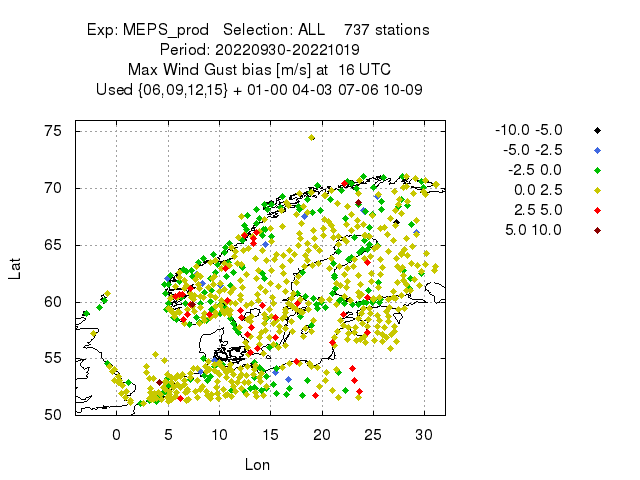 Exp: MEPS_prod Selection: ALL 737 stations
Period: 20220930-20221019
Max Wind Gust bias [m/s] at 16 UTC
Used {06,09,12,15} + 01-00 04-03 07-06 10-09
-10.0 -5.0
-5.0 -2.5
-2.5 0.0
0.0 2.5
2.5 5.0
5.0 10.0
75
70
65
60
55
50
Lat
0 5 10 15 20 25 30
Lon